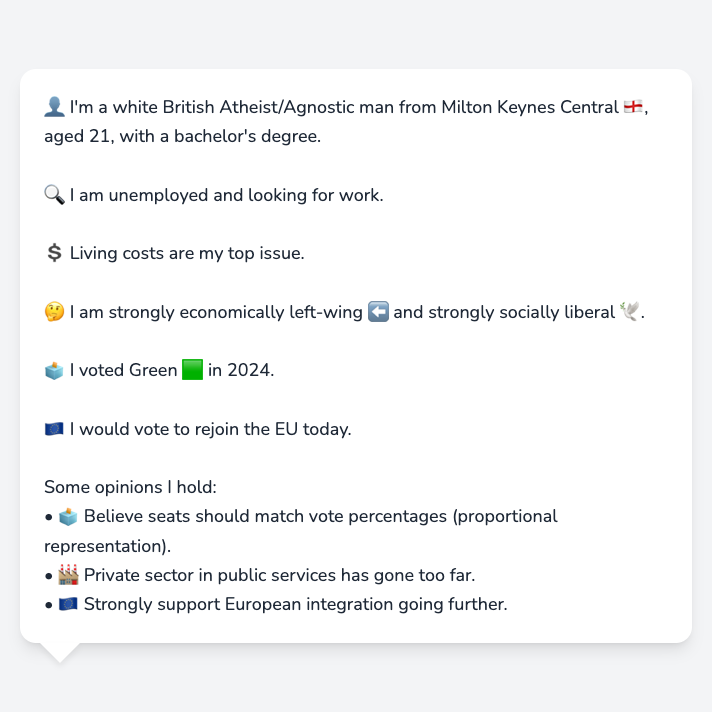 👤 I'm a white British Atheist/Agnostic man from Milton Keynes Central 🏴󠁧󠁢󠁥󠁮󠁧󠁿,
aged 21, with a bachelor's degree.
🔍 I am unemployed and looking for work.
💲 Living costs are my top issue.
🤔 I am strongly economically left-wing ⬅️ and strongly socially liberal 🕊️.
🗳️ I voted Green 🟩 in 2024.
🇪🇺 I would vote to rejoin the EU today.
Some opinions I hold:
• 🗳️ Believe seats should match vote percentages (proportional
representation).
• 🏭 Private sector in public services has gone too far.
• 🇪🇺 Strongly support European integration going further.